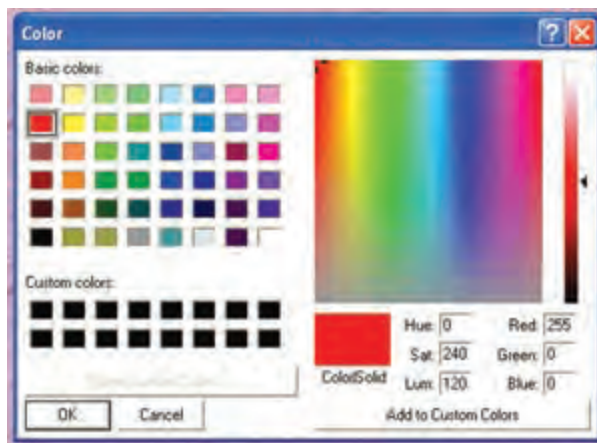 Color
Basic colors:
Custom colors:
OK
Cancel
Color|Solid
Hue: 0
Sat: 240
Lum: 120
Red: 255
Green: 0
Blue: 0
Add to Custom Colors